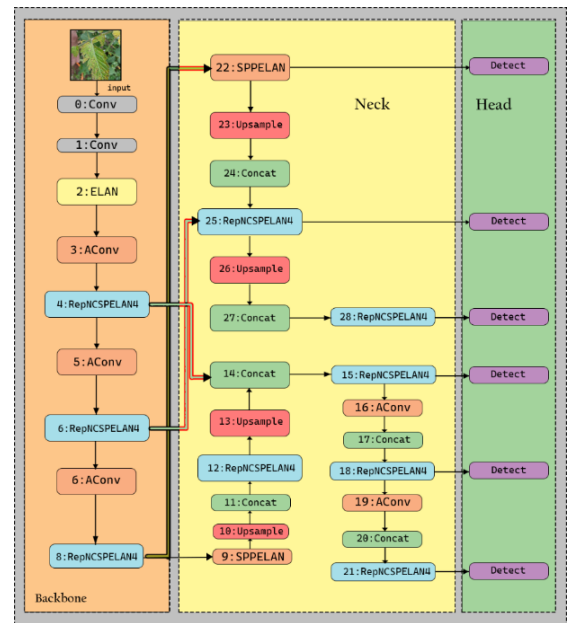 input
0:Conv
1:Conv
2:ELAN
3:AConv
4:RepNCSPELAN4
5:AConv
6:RepNCSPELAN4
6:AConv
8:RepNCSPELAN4
Backbone
22:SPPELAN
Neck
23:Upsample
24:Concat
25:RepNCSPELAN4
26:Upsample
27:Concat
28:RepNCSPELAN4
14:Concat
15:RepNCSPELAN4
13:Upsample
16:AConv
17:Concat
12:RepNCSPELAN4
18:RepNCSPELAN4
11:Concat
19:AConv
10:Upsample
20:Concat
9:SPPELAN
21:RepNCSPELAN4
Detect
Head
Detect
Detect
Detect
Detect
Detect